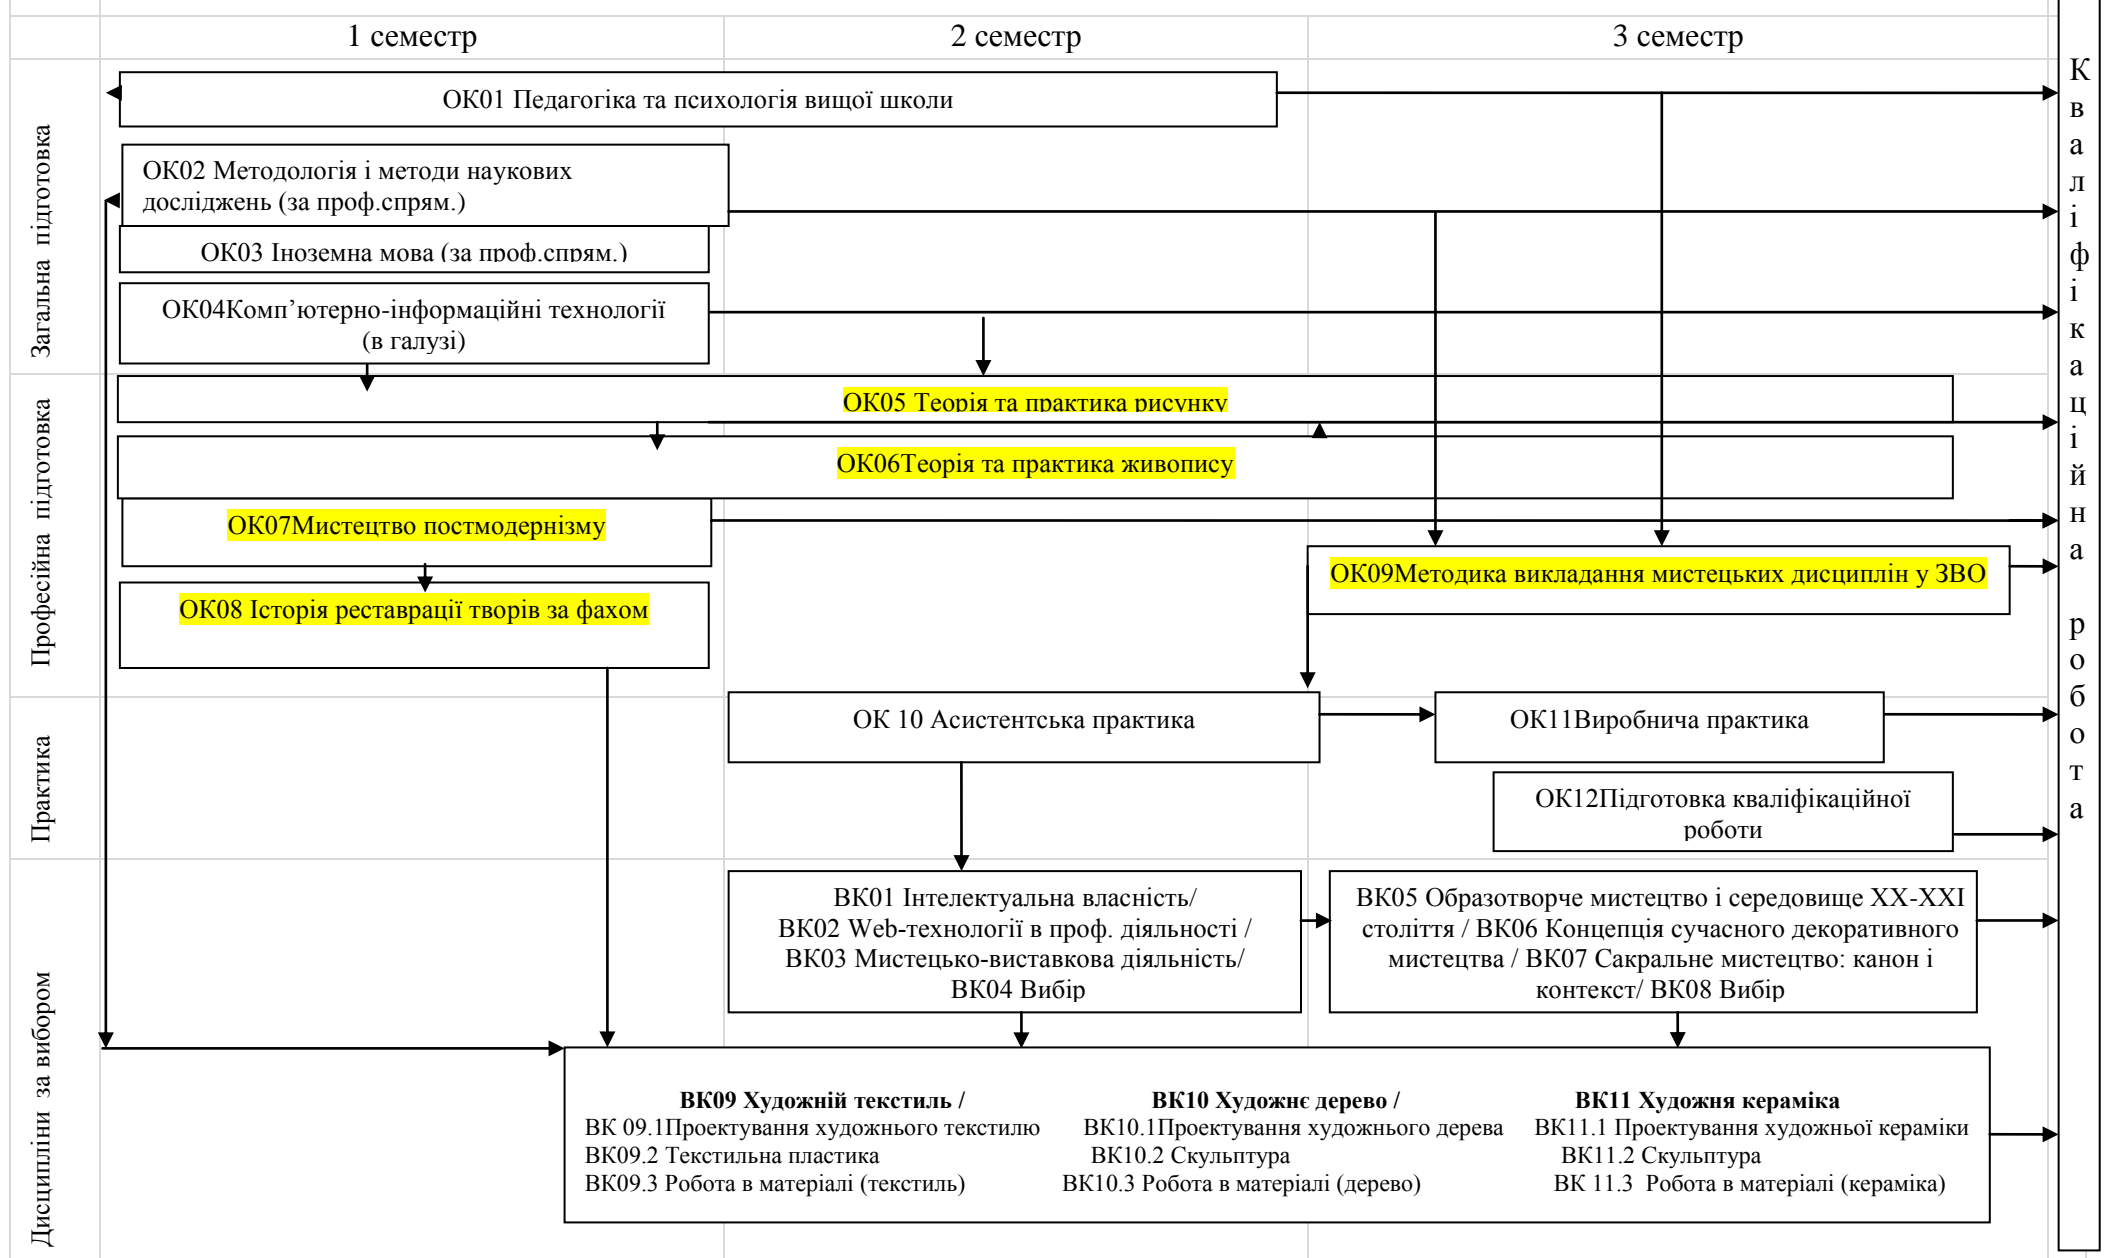 1 семестр
2 семестр
3 семестр
Загальна підготовка
ОК01 Педагогіка та психологія вищої школи
ОК02 Методологія і методи наукових
досліджень (за проф.спрям.)
ОК03 Іноземна мова (за проф.спрям.)
ОК04Комп’ютерно-інформаційні технології
(в галузі)
Професійна підготовка
ОК05 Теорія та практика рисунку
ОК06Теорія та практика живопису
ОК07Мистецтво постмодернізму
ОК08 Історія реставрації творів за фахом
ОК09Методика викладання мистецьких дисциплін у ЗВО
Практика
ОК 10 Асистентська практика
ОК11Виробнича практика
ОК12Підготовка кваліфікаційної
роботи
Дисципліни за вибором
ВК01 Інтелектуальна власність/
ВК02 Web-технології в проф. діяльності /
ВК03 Мистецько-виставкова діяльність/
ВК04 Вибір
ВК05 Образотворче мистецтво і середовище ХХ-ХХІ
століття / ВК06 Концепція сучасного декоративного
мистецтва / ВК07 Сакральне мистецтво: канон і
контекст/ ВК08 Вибір
ВК09 Художній текстиль / ВК10 Художнє дерево / ВК11 Художня кераміка
ВК 09.1Проектування художнього текстилю ВК10.1Проектування художнього дерева ВК11.1 Проектування художньої кераміки
ВК09.2 Текстильна пластика ВК10.2 Скульптура ВК11.2 Скульптура
ВК09.3 Робота в матеріалі (текстиль) ВК10.3 Робота в матеріалі (дерево) ВК 11.3 Робота в матеріалі (кераміка)
Кваліфікаційна робота